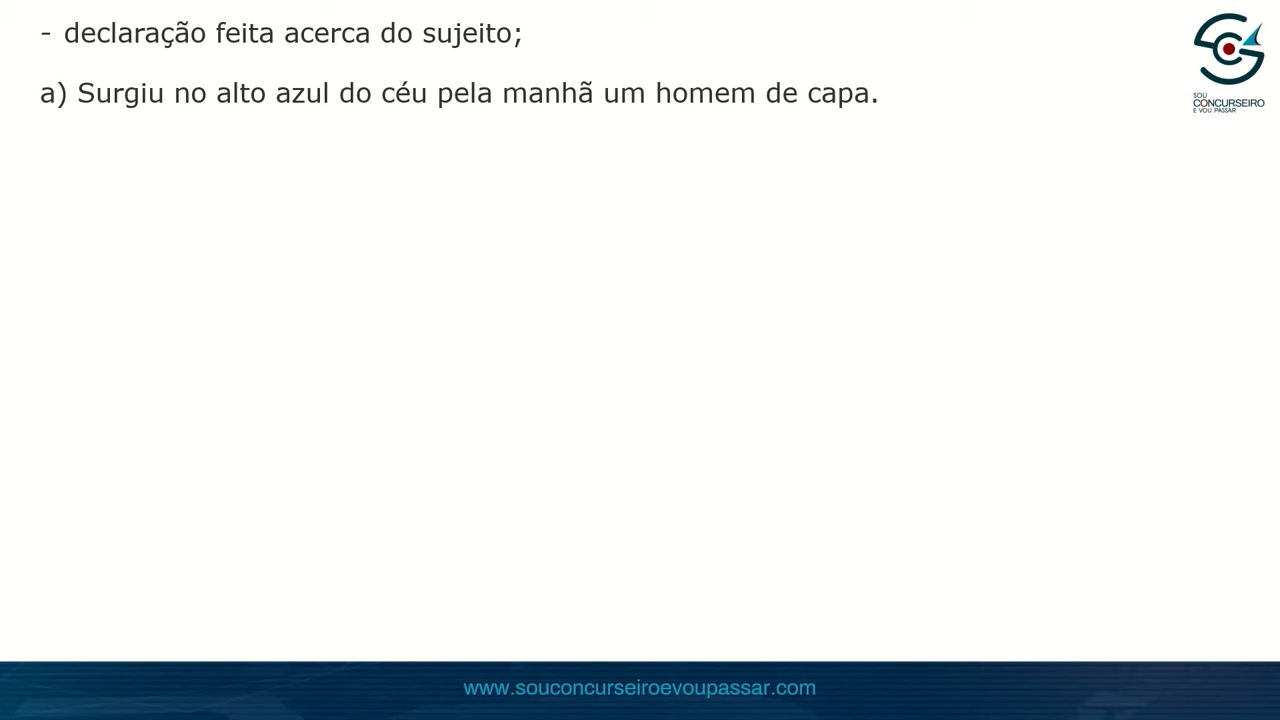 - declaração feita acerca do sujeito;
a) Surgiu no alto azul do céu pela manhã um homem de capa.
SOU
CONCURSEIRO
E VOU PASSAR
www.souconcurseiroevoupassar.com